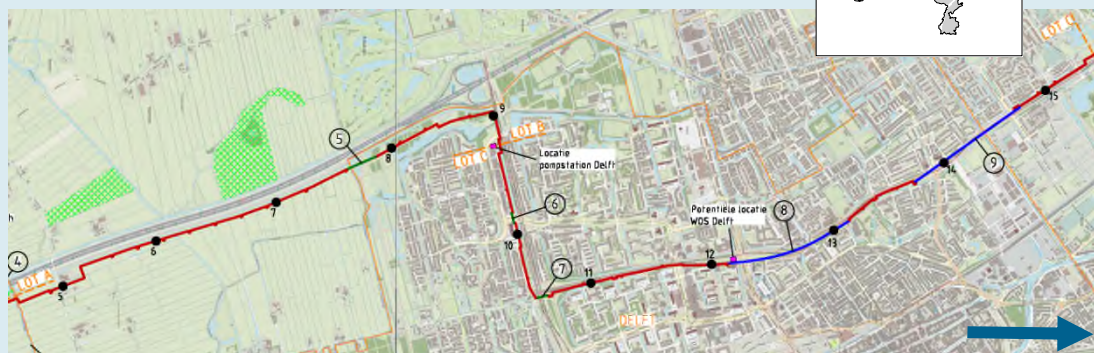 LOT C
15
9
9
14
LOT B
LOT C
5
8
Locatie
pompstation Delft
6
Potentiële locatie
WOS Delft
8
7
10
13
h
6
12
4
LOT A
7
11
5
DELFT